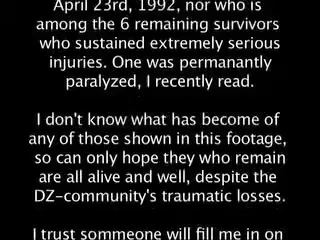 April 23rd, 1992, nor who is
among the 6 remaining survivors
who sustained extremely serious
injuries. One was permanantly
paralyzed, I recently read.
I don't know what has become of
any of those shown in this footage,
so can only hope they who remain
are all alive and well, despite the
DZ-community's traumatic losses.
I trust sommeone will fill me in on